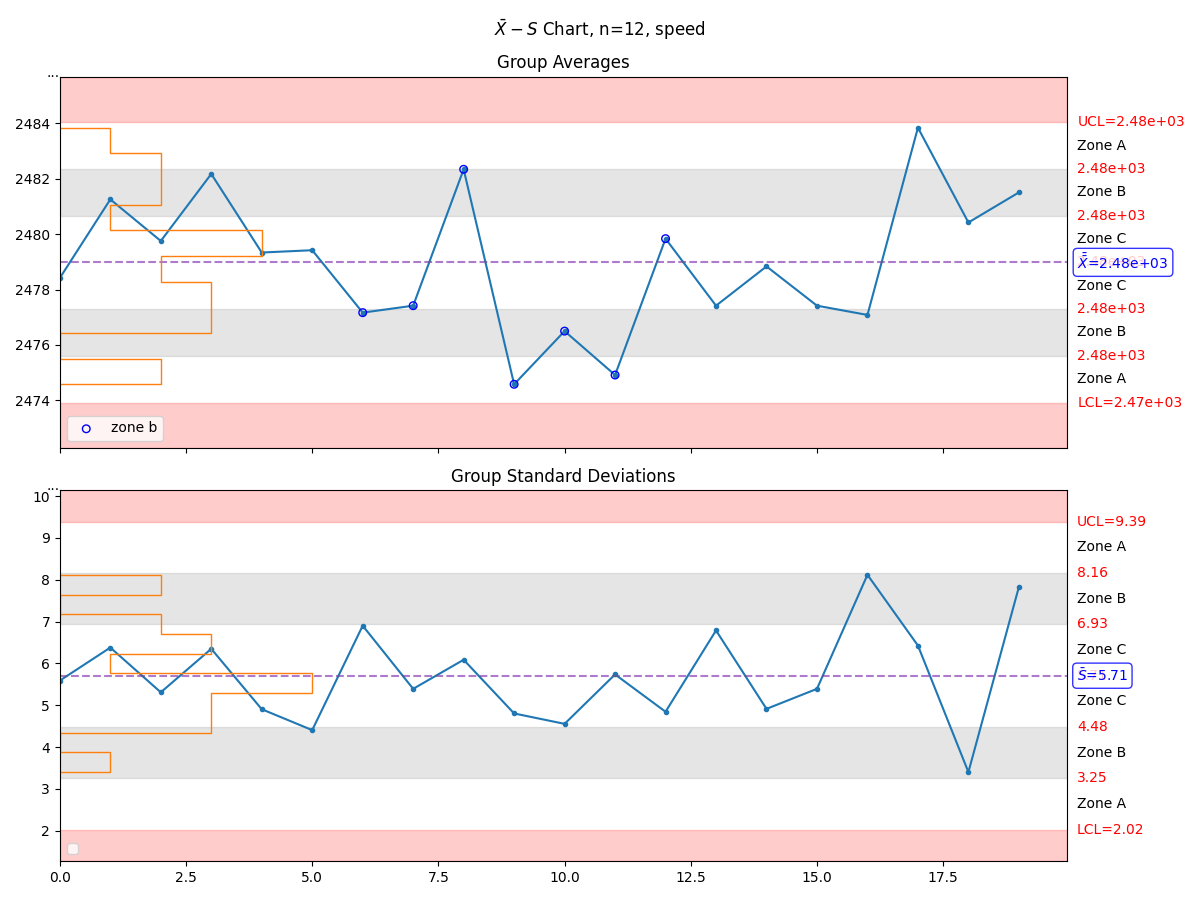 X̄ − S Chart, n=12, speed
Group Averages
...
2484
2482
2480
2478
2476
2474
UCL=2.48e+03
Zone A
2.48e+03
Zone B
2.48e+03
Zone C
X̿=2.48e+03
Zone C
2.48e+03
Zone B
2.48e+03
Zone A
LCL=2.47e+03
zone b
Group Standard Deviations
...
10
9
8
7
6
5
4
3
2
UCL=9.39
Zone A
8.16
Zone B
6.93
Zone C
S̄=5.71
Zone C
4.48
Zone B
3.25
Zone A
LCL=2.02
0.0 2.5 5.0 7.5 10.0 12.5 15.0 17.5